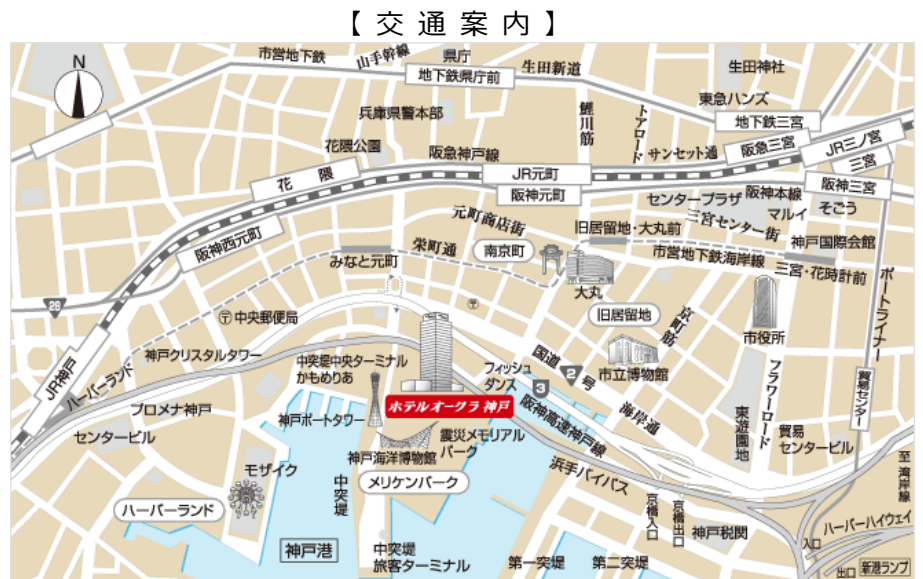 【 交 通 案 内 】
N
市営地下鉄
山手幹線
県庁
地下鉄県庁前
生田新道
生田神社
東急ハンズ
地下鉄三宮
兵庫県警本部
鯉川筋
トアロード
サンセット通
阪急三宮
JR三ノ宮
三宮
花隈公園
阪急神戸線
花 隈
JR元町
阪神元町
センタープラザ
阪神本線
阪神三宮
マルイ
そごう
元町商店街
三宮センター街
阪神西元町
栄町通
南京町
旧居留地・大丸前
神戸国際会館
みなと元町
市営地下鉄海岸線
三宮・花時計前
ポートライナー
大丸
28
〒中央郵便局
〒
旧居留地
京町筋
市役所
JR神戸
ハーバーランド
神戸クリスタルタワー
中突堤中央ターミナル
かもめりあ
フィッシュ
ダンス
国道2号
市立博物館
フラワーロード
貿易センター
プロメナ神戸
ホテルオークラ 神戸
3
阪神高速神戸線
海岸通
センタービル
神戸ポートタワー
震災メモリアル
パーク
東遊園地
貿易
センタービル
神戸海洋博物館
モザイク
メリケンパーク
浜手バイパス
至 湾岸線
ハーバーランド
中突堤
京橋入口
京橋出口
神戸税関
ハーバーハイウェイ
神戸港
中突堤
旅客ターミナル
第一突堤
第二突堤
入口
出口
新港ランプ